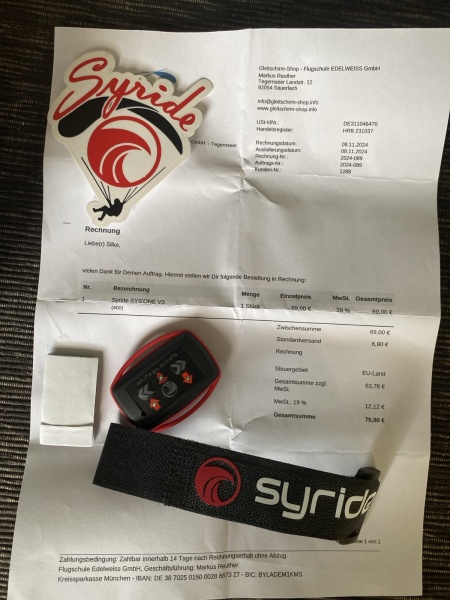 Syride
Gleitschirm-Shop - Flugschule EDELWEISS GmbH
Markus Reuther
Tegernseer Landstr. 12
82054 Sauerlach
info@gleitschirm-shop.info
www.gleitschirm-shop.info
USt-IdNr.: DE311046470
Handelsregister: HRB 231037
- Tegernseer
Rechnungsdatum: 08.11.2024
Auslieferungsdatum 08.11.2024
Rechnung-Nr.: 2024-089
Auftrags-Nr.: 2024-089
Kunden-Nr.: 1288
Rechnung
Liebe(r) Silke,
vielen Dank für Deinen Auftrag. Hiermit stellen wir Dir folgende Bestellung in Rechnung:
Nr. Bezeichnung Menge Einzelpreis MwSt. Gesamtpreis
1 Syride SYS'ONE V3 1 Stück 69,00 € 19 % 69,00 €
(400)
Zwischensumme 69,00 €
Standardversand 6,90 €
Rechnung
Steuergebiet EU-Land
Gesamtsumme zzgl. 63,78 €
MwSt.
MwSt.: 19 % 12,12 €
Gesamtsumme 75,90 €
syride
1 von 1
Zahlungsbedingung: Zahlbar innerhalb 14 Tage nach Rechnungserhalt ohne Abzug.
Flugschule Edelweiss GmbH, Geschäftsführung: Markus Reuther
Kreissparkasse München - IBAN: DE 38 7025 0150 0028 6673 27 - BIC: BYLADEM1KMS